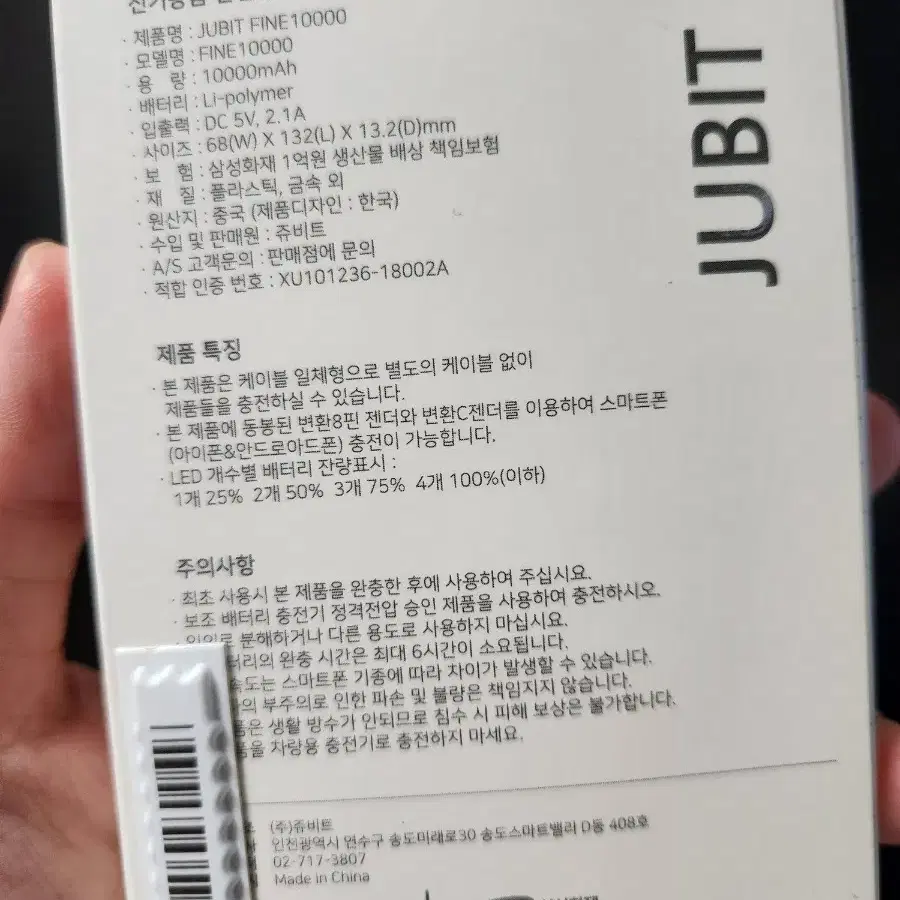 · 제품명 : JUBIT FINE10000
· 모델명 : FINE10000
· 용 량 : 10000mAh
· 배터리 : Li-polymer
· 입출력 : DC 5V, 2.1A
· 사이즈 : 68(W) X 132(L) X 13.2(D)mm
· 보 험 : 삼성화재 1억원 생산물 배상 책임보험
· 재 질 : 플라스틱, 금속 외
· 원산지 : 중국 (제품디자인 : 한국)
· 수입 및 판매원 : 쥬비트
· A/S 고객문의 : 판매점에 문의
· 적합 인증 번호 : XU101236-18002A
JUBIT
제품 특징
· 본 제품은 케이블 일체형으로 별도의 케이블 없이
제품들을 충전하실 수 있습니다.
· 본 제품에 동봉된 변환8핀 젠더와 변환C젠더를 이용하여 스마트폰
(아이폰&안드로아드폰) 충전이 가능합니다.
· LED 개수별 배터리 잔량표시 :
1개 25% 2개 50% 3개 75% 4개 100%(이하)
주의사항
· 최초 사용시 본 제품을 완충한 후에 사용하여 주십시요.
· 보조 배터리 충전기 정격전압 승인 제품을 사용하여 충전하시오.
분해하거나 다른 용도로 사용하지 마십시요.
터리의 완충 시간은 최대 6시간이 소요됩니다.
속도는 스마트폰 기종에 따라 차이가 발생할 수 있습니다.
의 부주의로 인한 파손 및 불량은 책임지지 않습니다.
품은 생활 방수가 안되므로 침수 시 피해 보상은 불가합니다.
품을 차량용 충전기로 충전하지 마세요.
(주)쥬비트
인천광역시 연수구 송도미래로30 송도스마트밸리 D동 408호
02-717-3807
Made in China